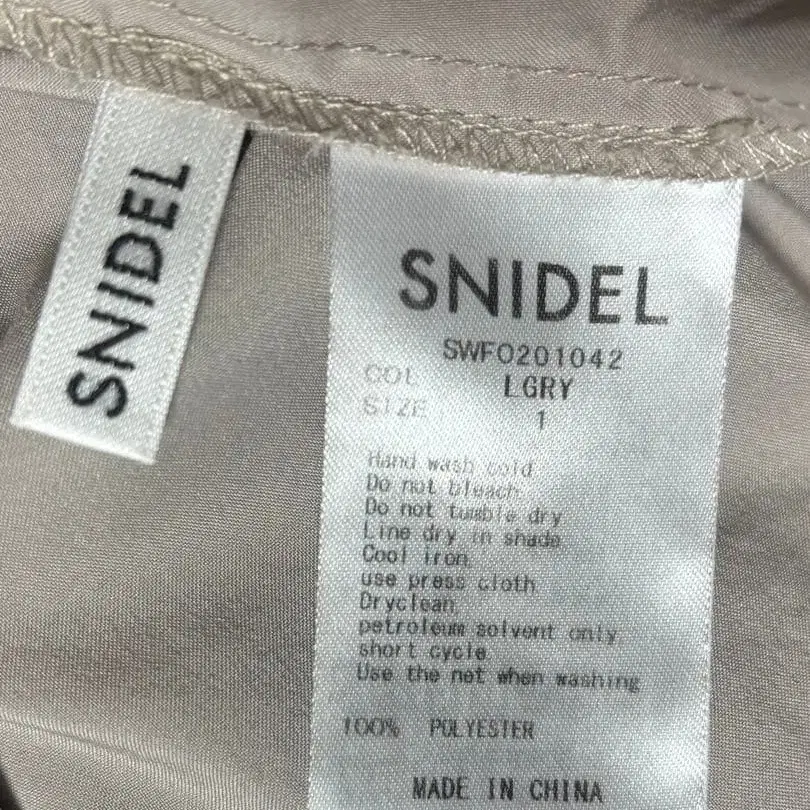 SNIDEL
SNIDEL
SWFO201042
COL LGRY
SIZE 1
Hand wash cold
Do not bleach
Do not tumble dry
Line dry in shade
Cool iron
use press cloth
Dryclean,
petroleum solvent only
short cycle
Use the net when washing
100% POLYESTER
MADE IN CHINA